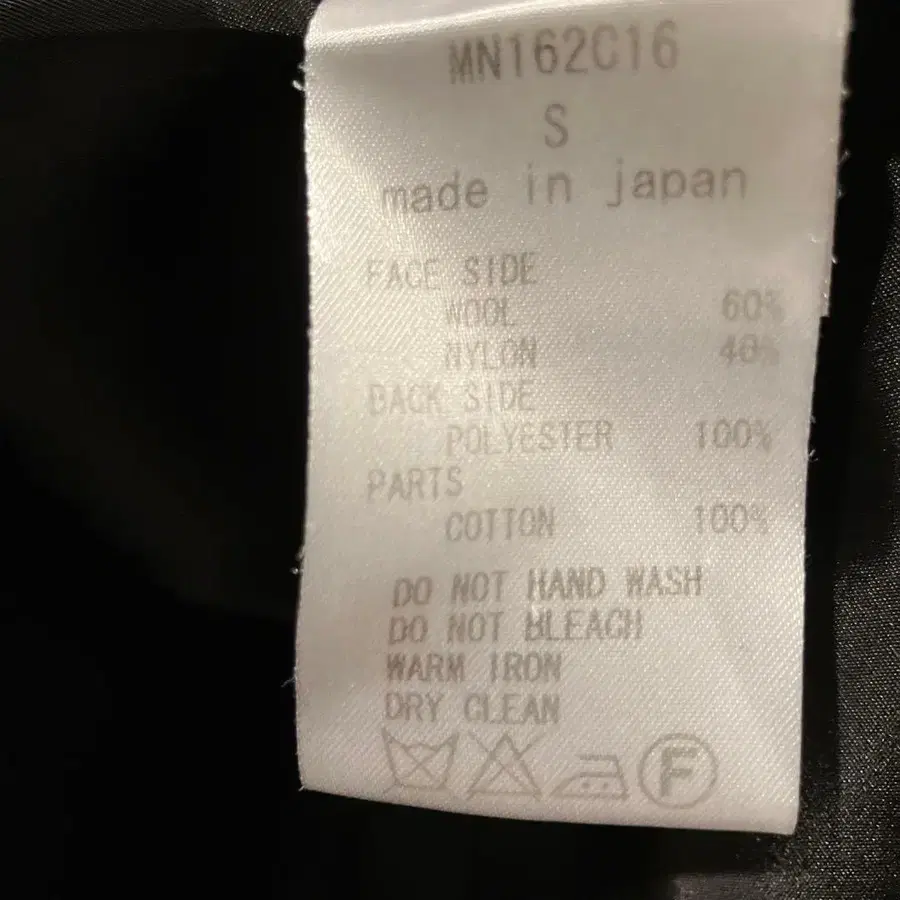 MN162C16
S
made in japan
FACE SIDE
WOOL 60%
NYLON 40%
BACK SIDE
POLYESTER 100%
PARTS
COTTON 100%
DO NOT HAND WASH
DO NOT BLEACH
WARM IRON
DRY CLEAN
F